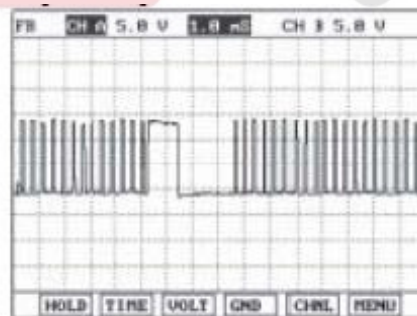 FB CH A 5.0 V 1.0 mS CH B 5.0 V
HOLD TIME VOLT GND CHNL MENU